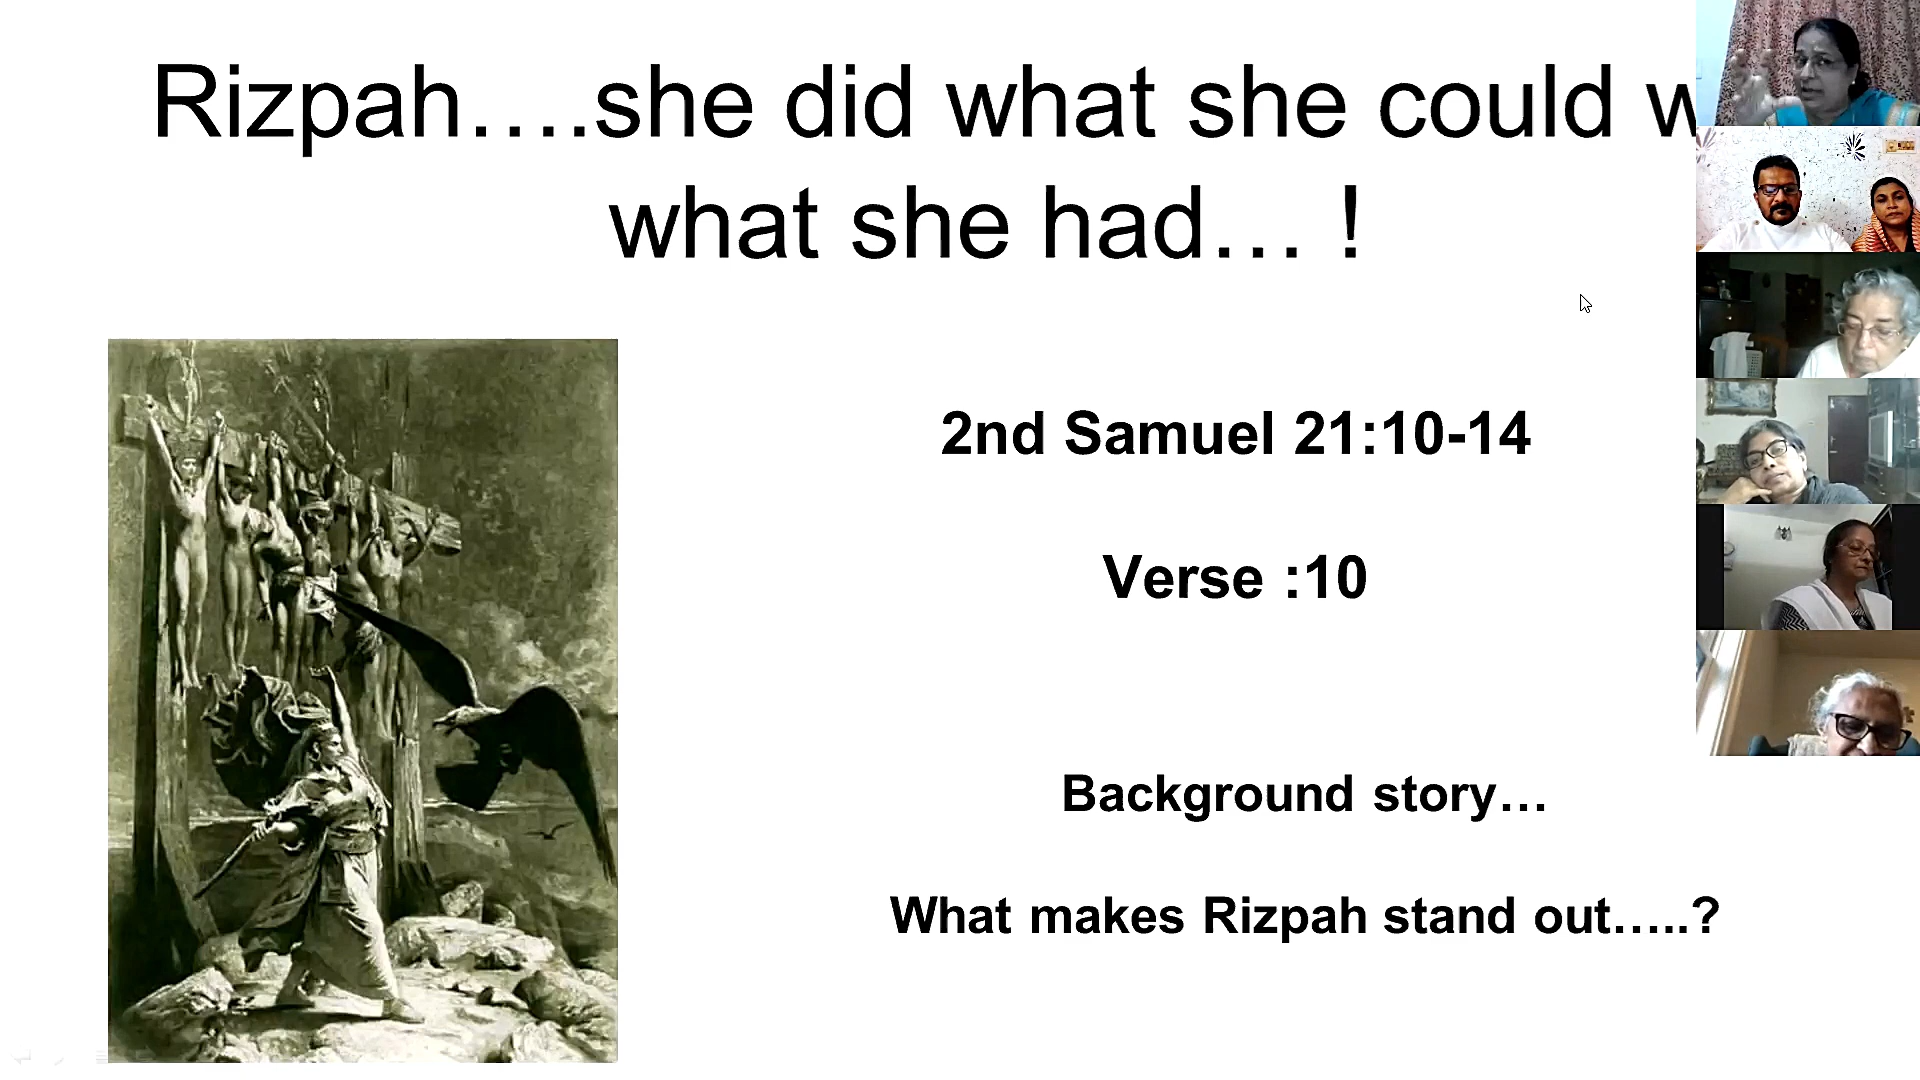 Rizpah….she did what she could w
what she had… !
2nd Samuel 21:10-14
Verse :10
Background story…
What makes Rizpah stand out…..?